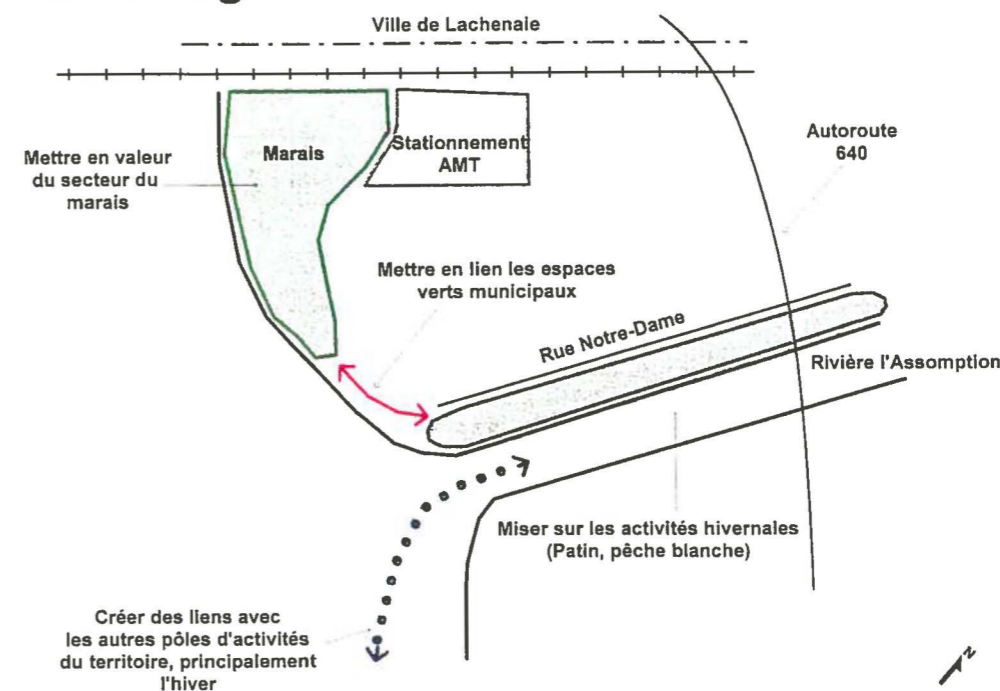 Ville de Lachenaie
Autoroute
640
Marais
Stationnement
AMT
Mettre en valeur
du secteur du
marais
Mettre en lien les espaces
verts municipaux
Rue Notre-Dame
Rivière l'Assomption
Miser sur les activités hivernales
(Patin, pêche blanche)
Créer des liens avec
les autres pôles d'activités
du territoire, principalement
l'hiver
N